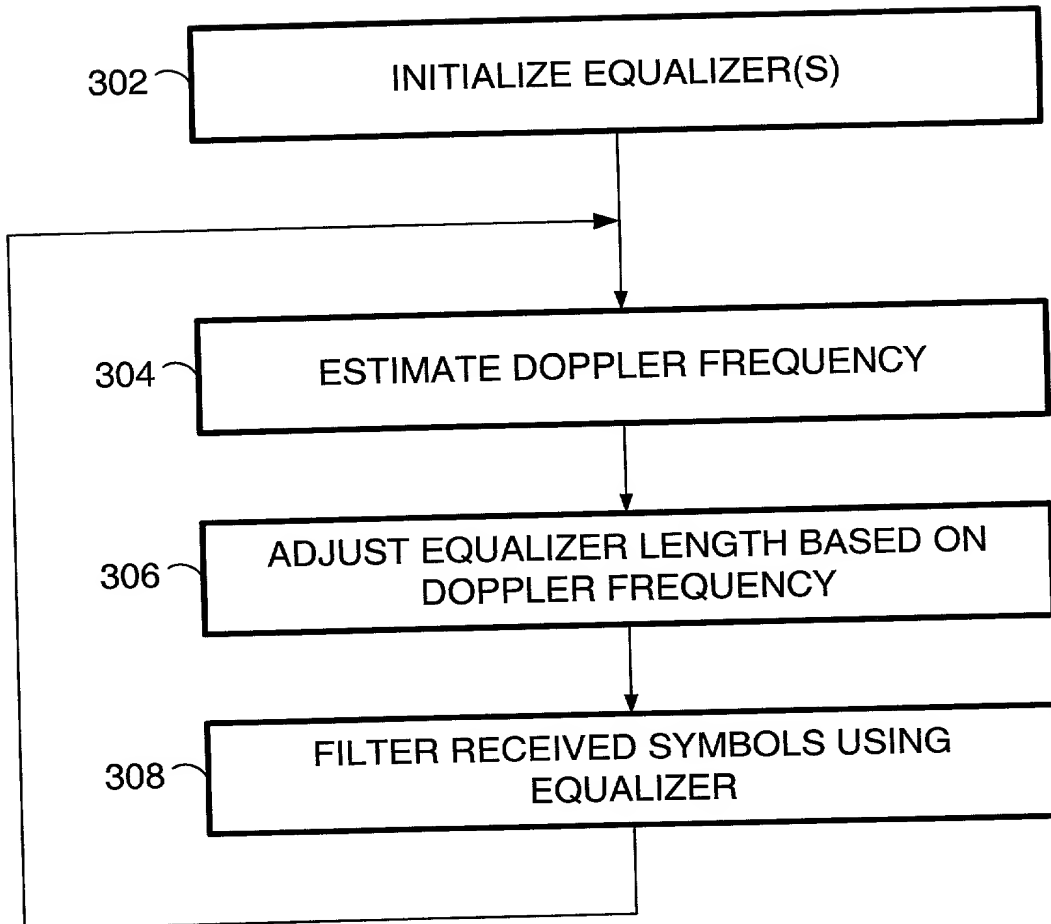 302
INITIALIZE EQUALIZER(S)
304
ESTIMATE DOPPLER FREQUENCY
306
ADJUST EQUALIZER LENGTH BASED ON
DOPPLER FREQUENCY
308
FILTER RECEIVED SYMBOLS USING
EQUALIZER